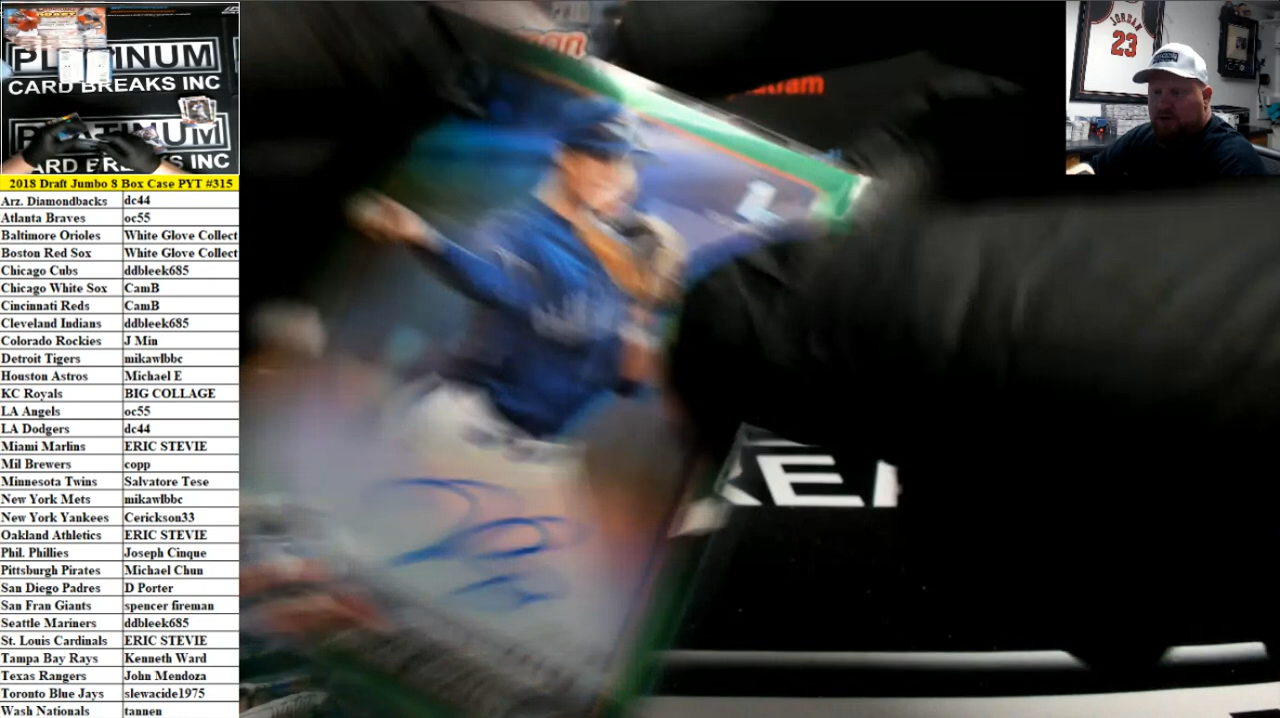 PLATINUM
CARD BREAKS INC
PLATINUM
CARD BREAKS INC
JORDAN
23
2018 Draft Jumbo 8 Box Case PYT #315
Arz. Diamondbacks dc44
Atlanta Braves oc55
Baltimore Orioles White Glove Collect
Boston Red Sox White Glove Collect
Chicago Cubs ddbleek685
Chicago White Sox CamB
Cincinnati Reds CamB
Cleveland Indians ddbleek685
Colorado Rockies J Min
Detroit Tigers mikawlbbc
Houston Astros Michael E
KC Royals BIG COLLAGE
LA Angels oc55
LA Dodgers dc44
Miami Marlins ERIC STEVIE
Mil Brewers copp
Minnesota Twins Salvatore Tese
New York Mets mikawlbbc
New York Yankees Cerickson33
Oakland Athletics ERIC STEVIE
Phil. Phillies Joseph Cinque
Pittsburgh Pirates Michael Chun
San Diego Padres D Porter
San Fran Giants spencer fireman
Seattle Mariners ddbleek685
St. Louis Cardinals ERIC STEVIE
Tampa Bay Rays Kenneth Ward
Texas Rangers John Mendoza
Toronto Blue Jays slewacide1975
Wash Nationals tannen